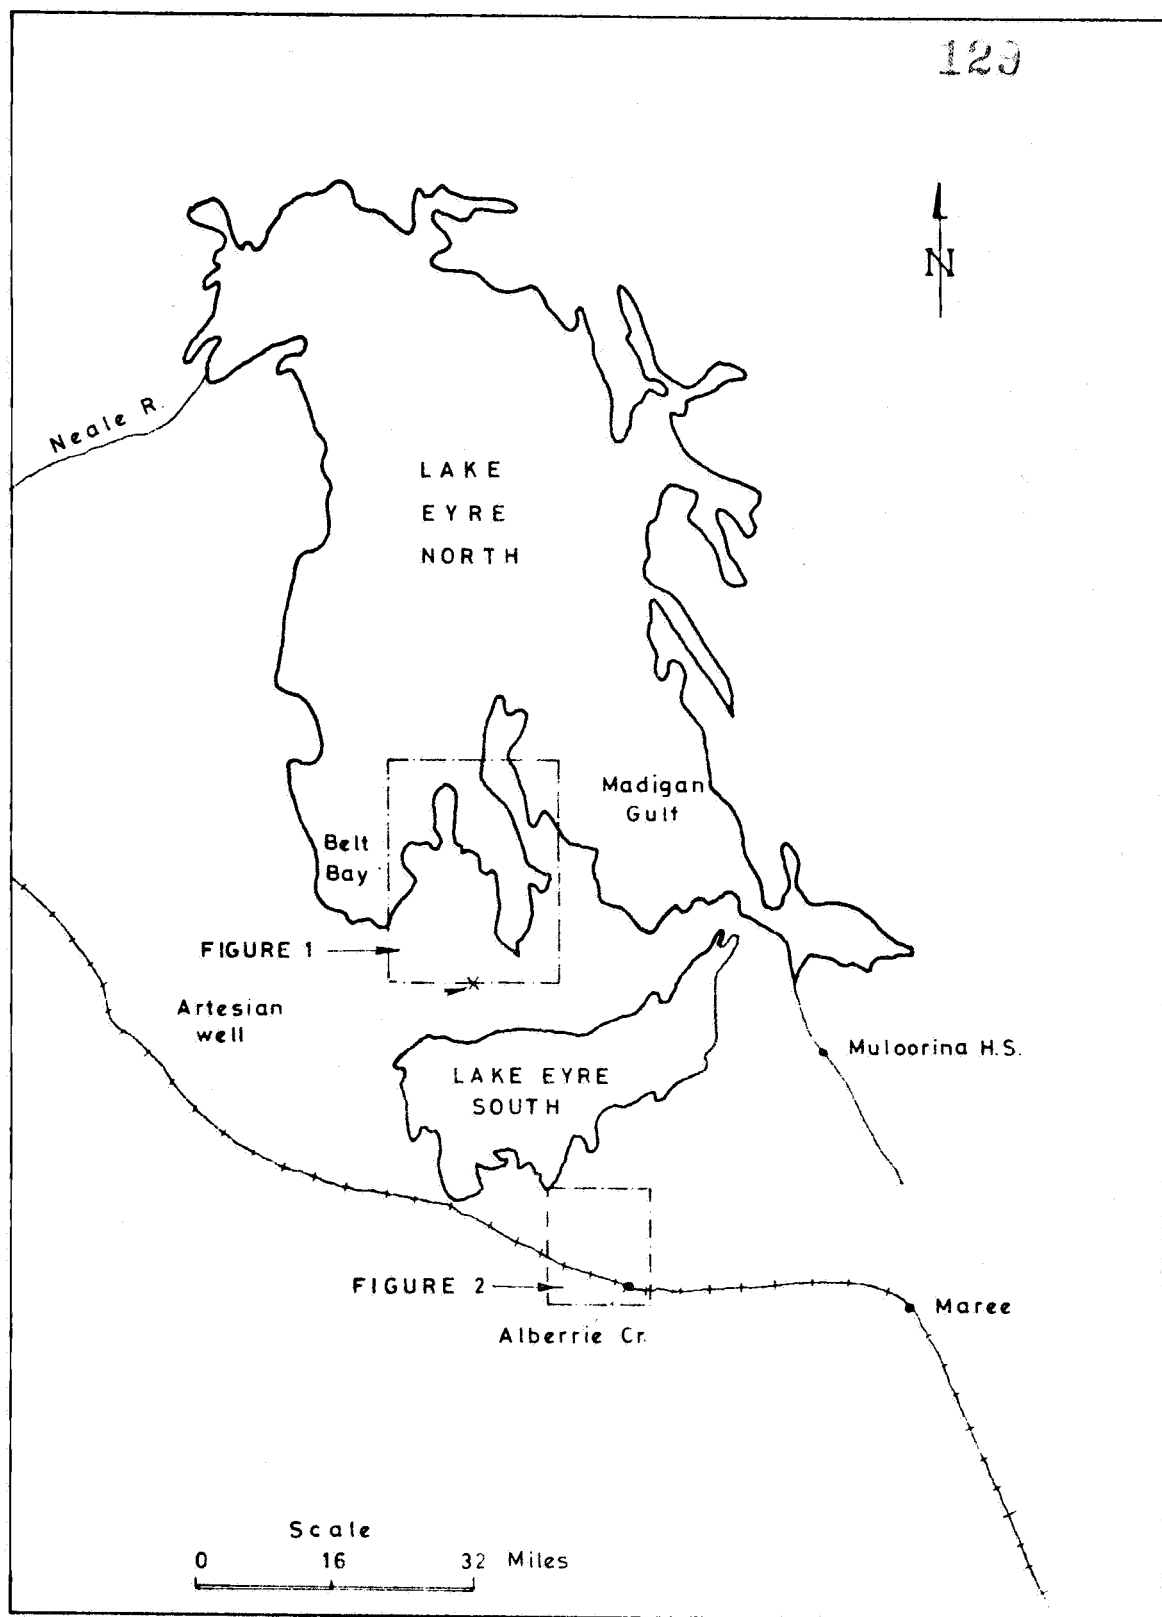 129
N
Neale R.
LAKE
EYRE
NORTH
Madigan
Gulf
Belt
Bay
FIGURE 1
Artesian
well
Muloorina H.S.
LAKE EYRE
SOUTH
FIGURE 2
Maree
Alberrie Cr.
Scale
0 16 32 Miles